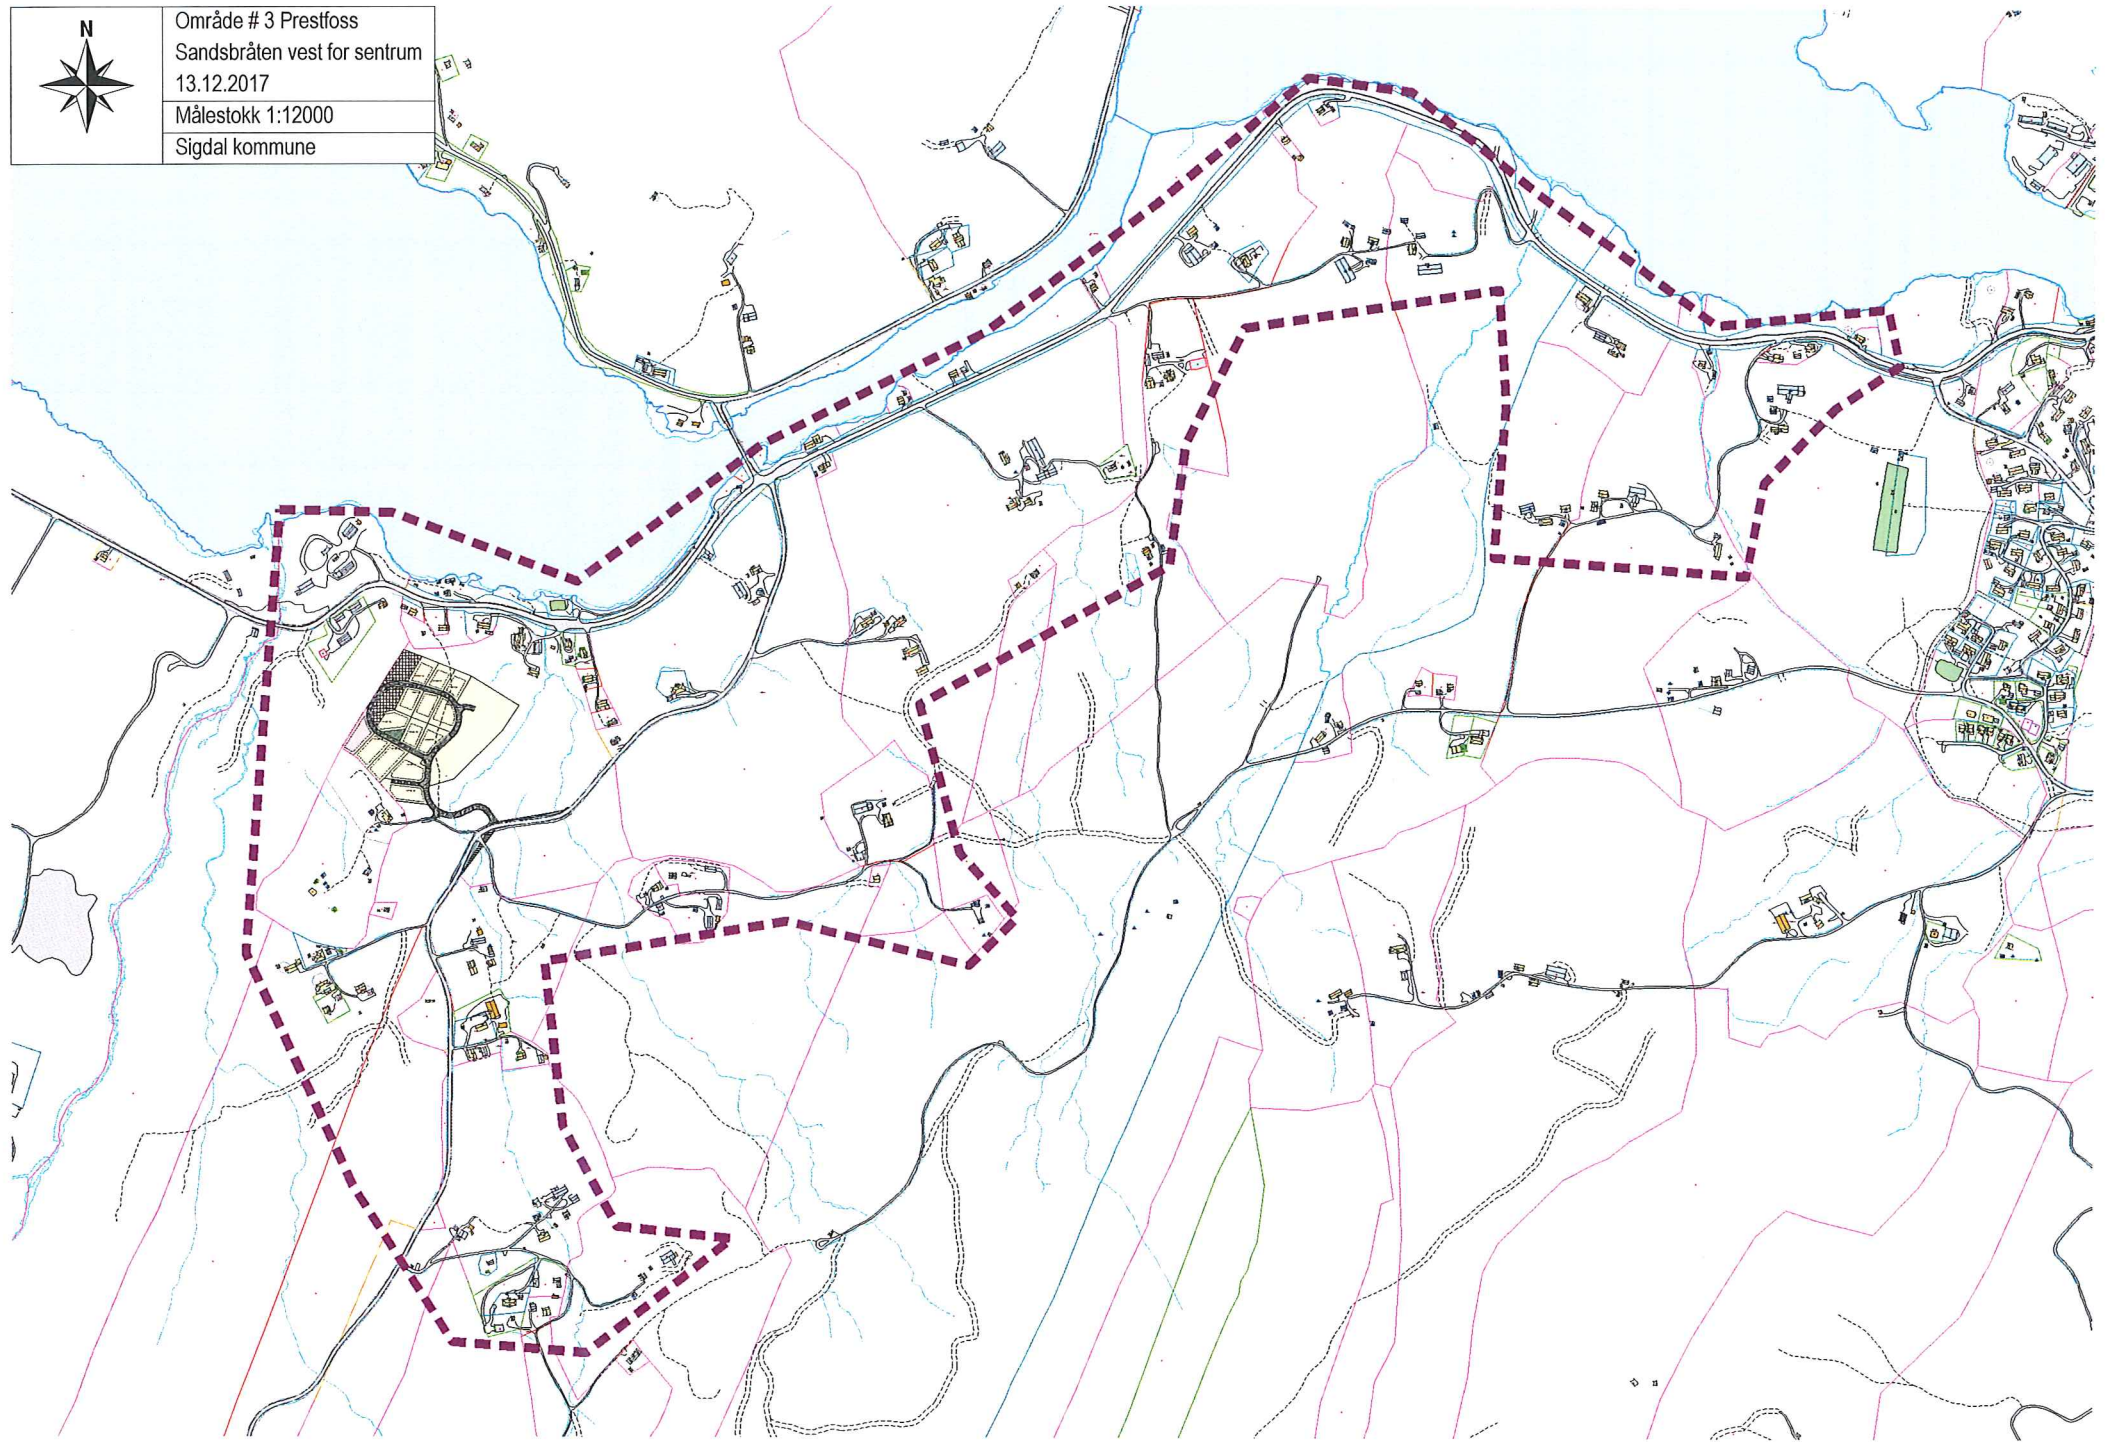 N
Område # 3 Prestfoss
Sandsbråten vest for sentrum
13.12.2017
Målestokk 1:12000
Sigdal kommune